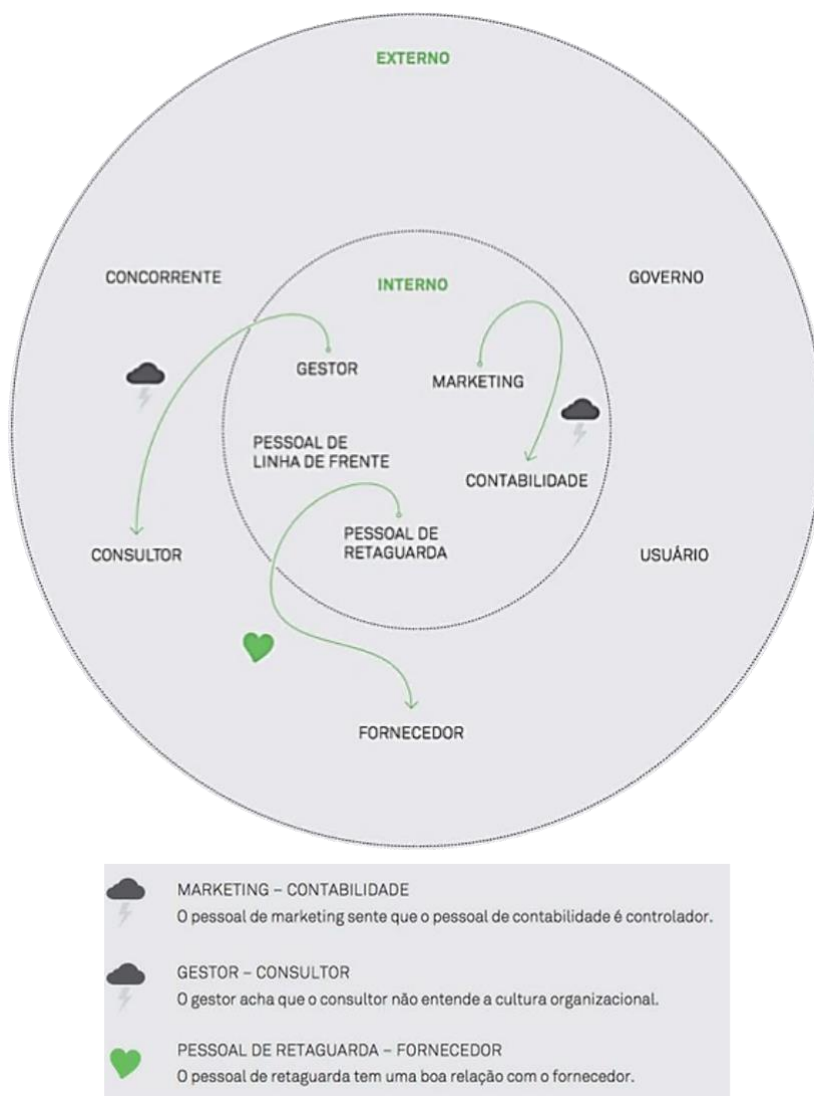 EXTERNO
CONCORRENTE
GOVERNO
INTERNO
GESTOR
MARKETING
PESSOAL DE
LINHA DE FRENTE
CONTABILIDADE
PESSOAL DE
RETAGUARDA
CONSULTOR
USUÁRIO
FORNECEDOR
MARKETING – CONTABILIDADE
O pessoal de marketing sente que o pessoal de contabilidade é controlador.
GESTOR – CONSULTOR
O gestor acha que o consultor não entende a cultura organizacional.
PESSOAL DE RETAGUARDA – FORNECEDOR
O pessoal de retaguarda tem uma boa relação com o fornecedor.